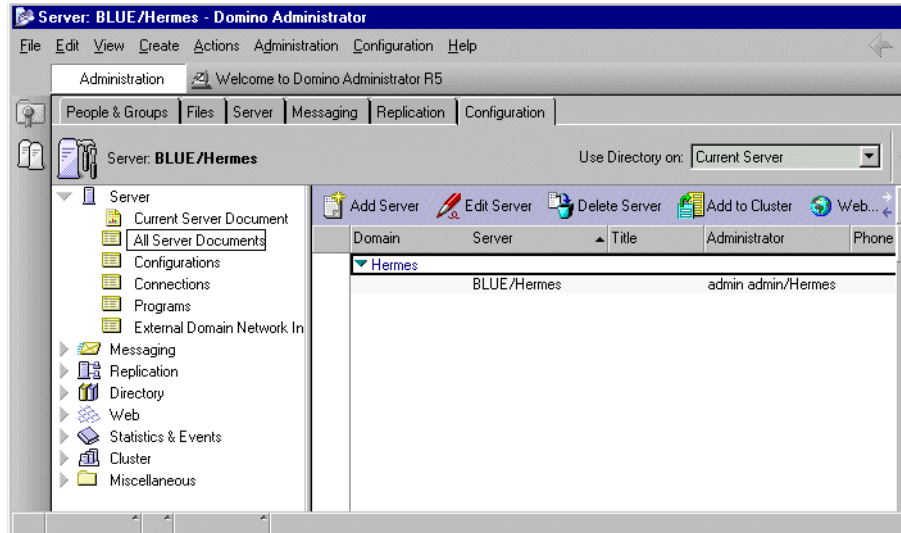 Server: BLUE/Hermes - Domino Administrator
File Edit View Create Actions Administration Configuration Help
Administration Welcome to Domino Administrator R5
People & Groups Files Server Messaging Replication Configuration
Server: BLUE/Hermes Use Directory on: Current Server
Server
Current Server Document
All Server Documents
Configurations
Connections
Programs
External Domain Network In
Messaging
Replication
Directory
Web
Statistics & Events
Cluster
Miscellaneous
Add Server Edit Server Delete Server Add to Cluster Web...
Domain Server Title Administrator Phone
Hermes
BLUE/Hermes admin admin/Hermes